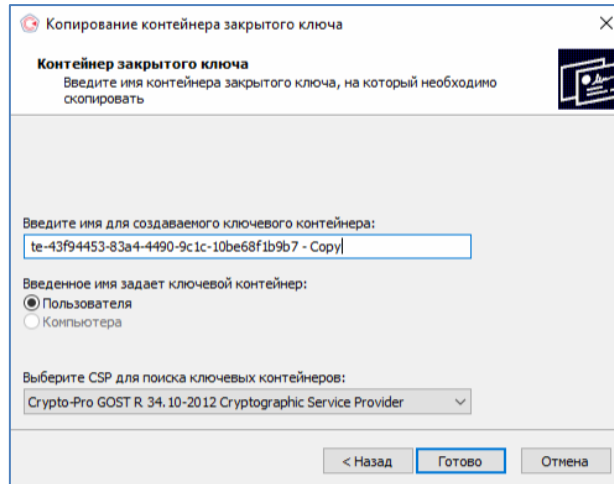 Копирование контейнера закрытого ключа
Контейнер закрытого ключа
Введите имя контейнера закрытого ключа, на который необходимо
скопировать
Введите имя для создаваемого ключевого контейнера:
te-43f94453-83a4-4490-9c1c-10be68f1b9b7 - Copy
Введенное имя задает ключевой контейнер:
Пользователя
Компьютера
Выберите CSP для поиска ключевых контейнеров:
Crypto-Pro GOST R 34.10-2012 Cryptographic Service Provider
< Назад Готово Отмена